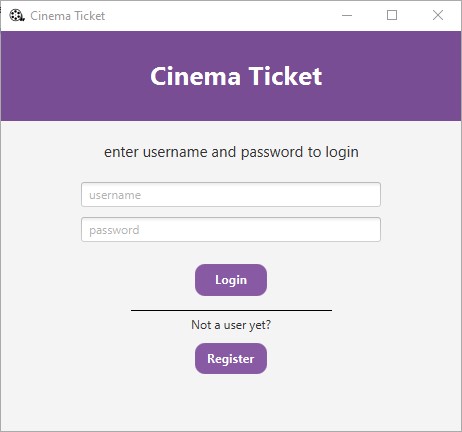 Cinema Ticket
Cinema Ticket
enter username and password to login
username
password
Login
Not a user yet?
Register